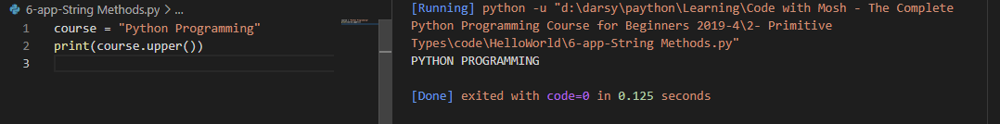 6-app-String Methods.py > ...
1 course = "Python Programming"
2 print(course.upper())
3
[Running] python -u "d:\darsy\paython\Learning\Code with Mosh - The Complete
Python Programming Course for Beginners 2019-4\2- Primitive
Types\code\HelloWorld\6-app-String Methods.py"
PYTHON PROGRAMMING
[Done] exited with code=0 in 0.125 seconds